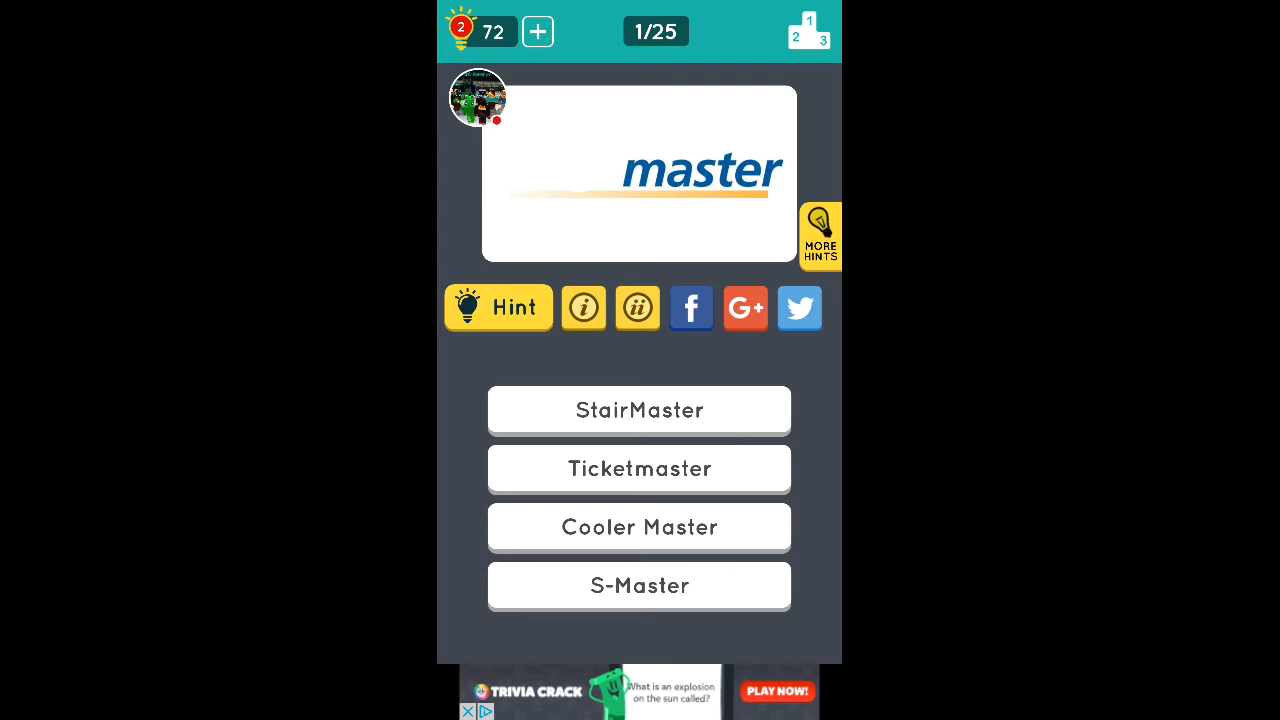 2
72
+
1/25
1
2
3
master
MORE
HINTS
Hint
i
ii
f
G+
StairMaster
Ticketmaster
Cooler Master
S-Master
TRIVIA CRACK
What is an explosion
on the sun called?
PLAY NOW!